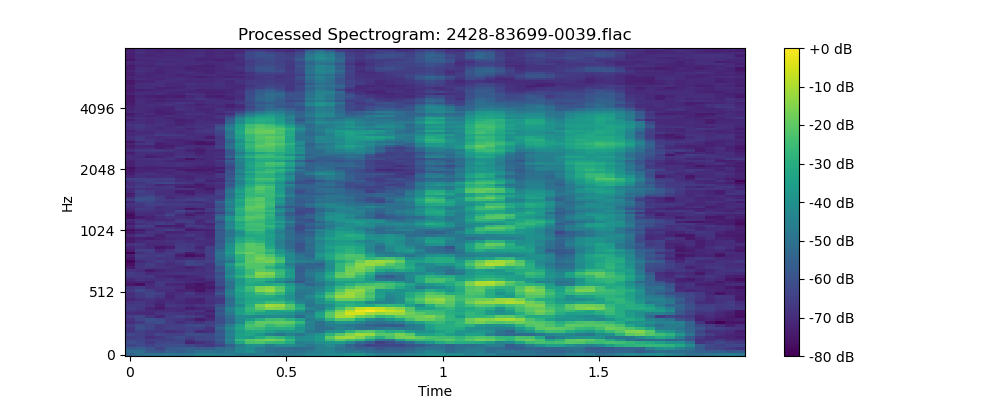 Processed Spectrogram: 2428-83699-0039.flac
Hz
4096
2048
1024
512
0
0
0.5
1
1.5
Time
+0 dB
-10 dB
-20 dB
-30 dB
-40 dB
-50 dB
-60 dB
-70 dB
-80 dB